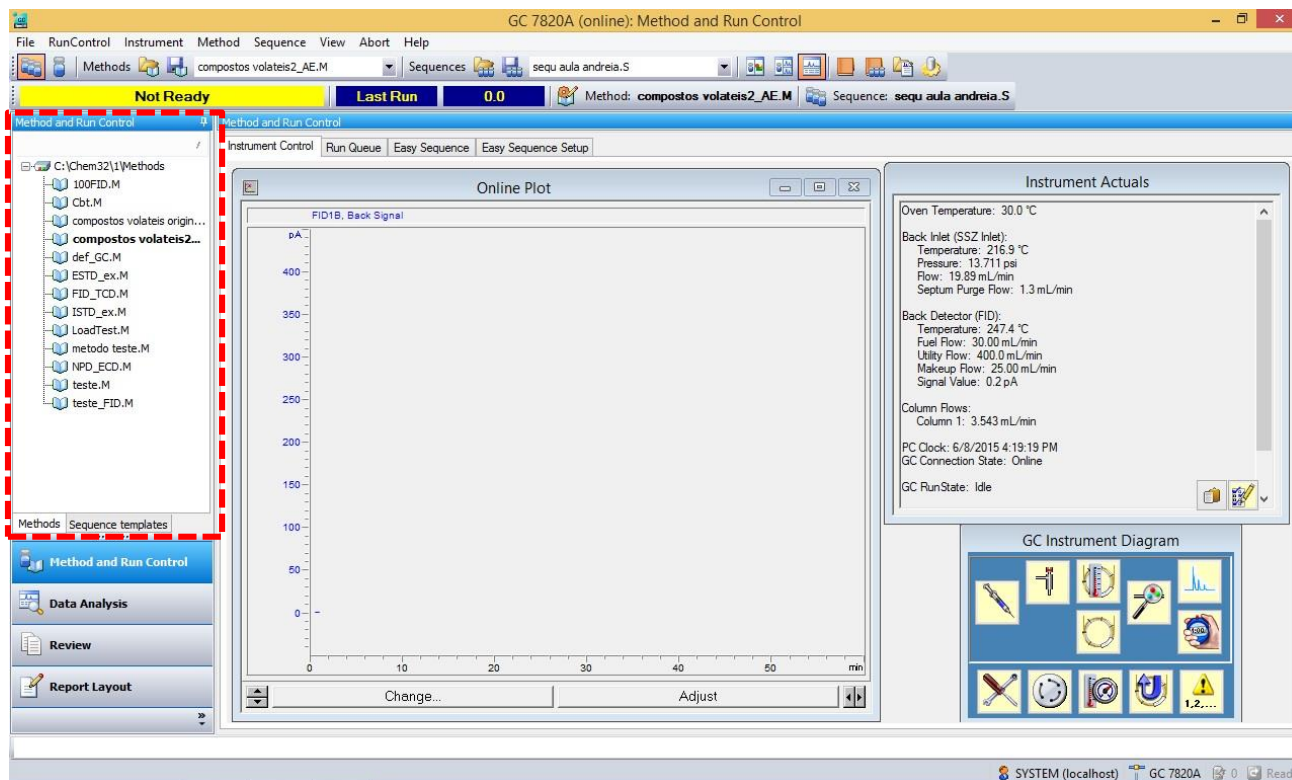 GC 7820A (online): Method and Run Control
File RunControl Instrument Method Sequence View Abort Help
Methods compostos volateis2_AE.M Sequences sequ aula andreia.S
Not Ready Last Run 0.0 Method: compostos volateis2_AE.M Sequence: sequ aula andreia.S
Method and Run Control
C:\Chem32\1\Methods
100FID.M
Cbt.M
compostos volateis origin...
compostos volateis2...
def_GC.M
ESTD_ex.M
FID_TCD.M
ISTD_ex.M
LoadTest.M
metodo teste.M
NPD_ECD.M
teste.M
teste_FID.M
Methods Sequence templates
Method and Run Control
Data Analysis
Review
Report Layout
Method and Run Control
Instrument Control Run Queue Easy Sequence Easy Sequence Setup
Online Plot
FID1B, Back Signal
pA
400
350
300
250
200
150
100
50
0
0 10 20 30 40 50 min
Change... Adjust
Instrument Actuals
Oven Temperature: 30.0 °C
Back Inlet (SSZ Inlet):
Temperature: 216.9 °C
Pressure: 13.711 psi
Flow: 19.89 mL/min
Septum Purge Flow: 1.3 mL/min
Back Detector (FID):
Temperature: 247.4 °C
Fuel Flow: 30.00 mL/min
Utility Flow: 400.0 mL/min
Makeup Flow: 25.00 mL/min
Signal Value: 0.2 pA
Column Flows:
Column 1: 3.543 mL/min
PC Clock: 6/8/2015 4:19:19 PM
GC Connection State: Online
GC RunState: Idle
GC Instrument Diagram
1,2,...
SYSTEM (localhost) GC 7820A 0 Read